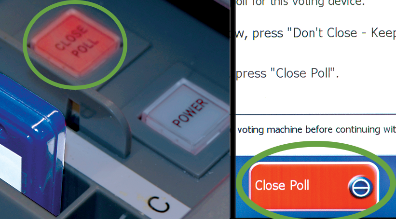 CLOSE
POLL
POWER
C
for this voting device.
w, press "Don't Close - Keep
press "Close Poll".
voting machine before continuing wit
Close Poll